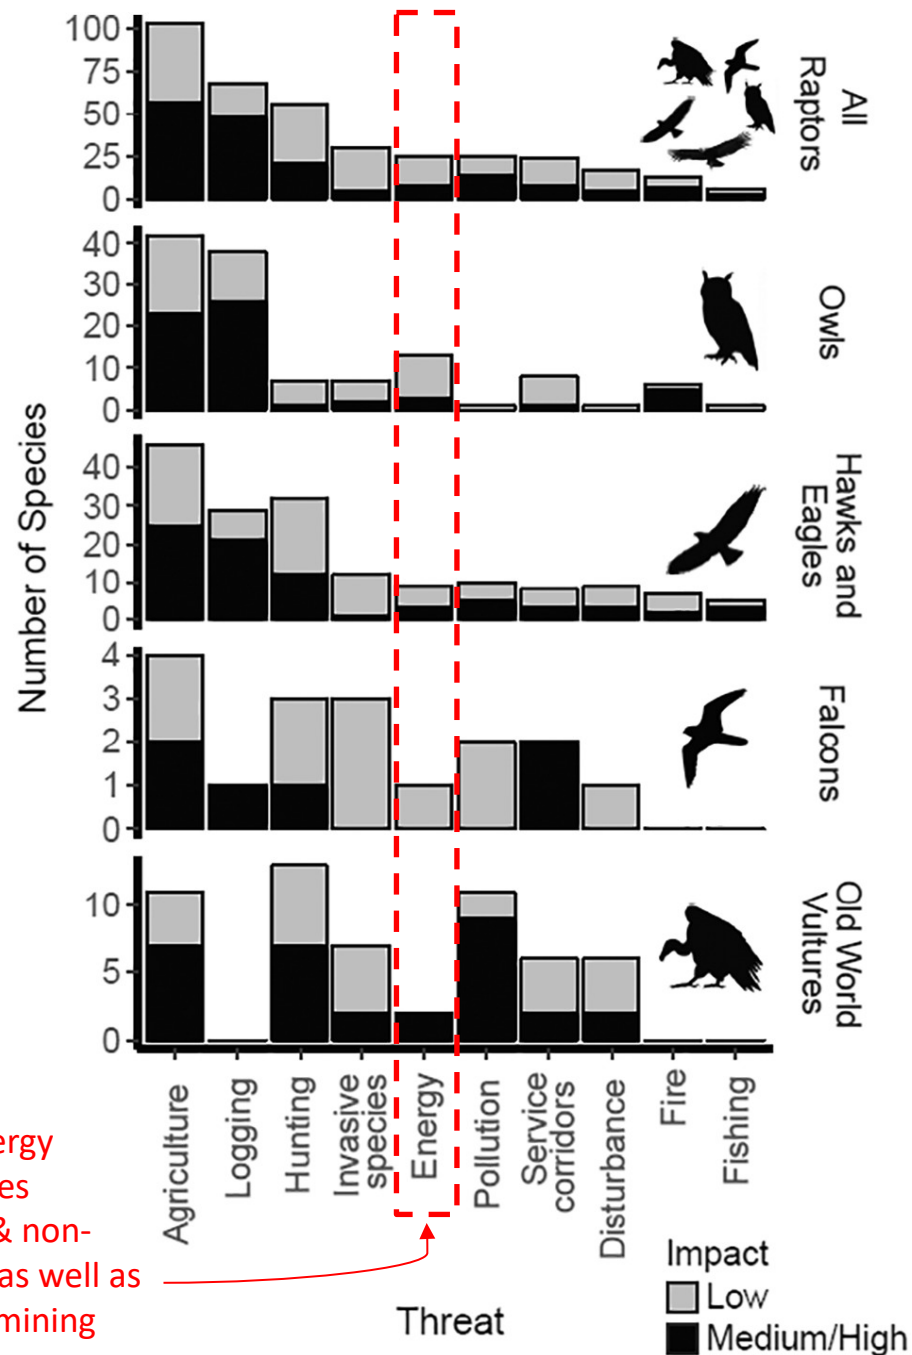 100
75
50
25
0
All
Raptors
40
30
20
10
0
Owls
40
30
20
10
0
Hawks and
Eagles
4
3
2
1
0
Falcons
10
5
0
Old World
Vultures
Number of Species
Agriculture
Logging
Hunting
Invasive
species
Energy
Pollution
Service
corridors
Disturbance
Fire
Fishing
Threat
Impact
Low
Medium/High
ergy
es
& non-
as well as
mining